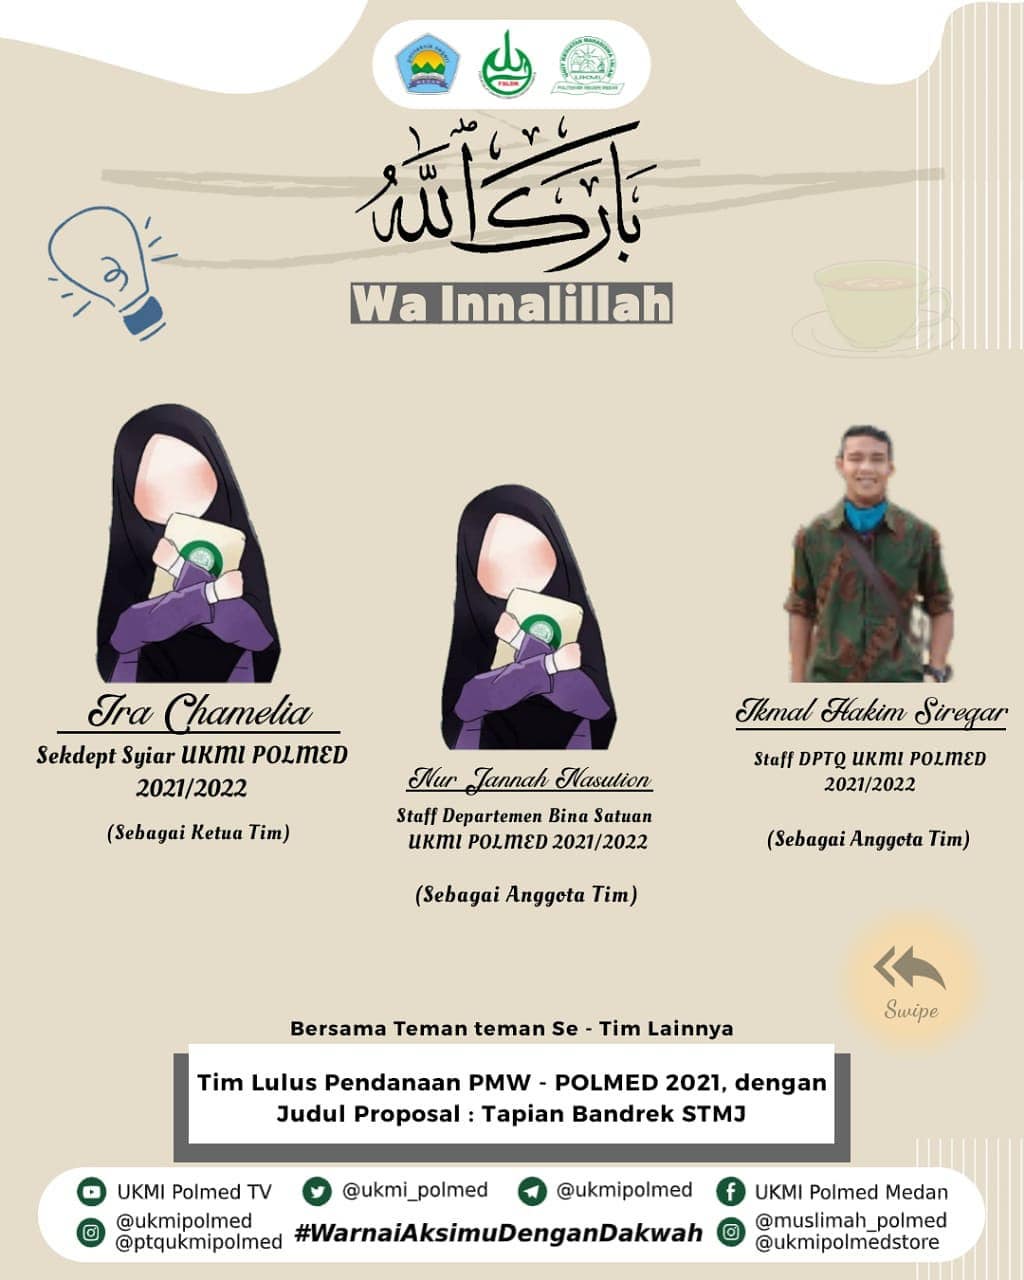 بَارَكَ اللّٰهُ
Wa Innalillah
Ira Chamelia
Sekdept Syiar UKMI POLMED
2021/2022
(Sebagai Ketua Tim)
Nur Jannah Nasution
Staff Departemen Bina Satuan
UKMI POLMED 2021/2022
(Sebagai Anggota Tim)
Ikmal Hakim Siregar
Staff DPTQ UKMI POLMED
2021/2022
(Sebagai Anggota Tim)
Swipe
Bersama Teman teman Se - Tim Lainnya
Tim Lulus Pendanaan PMW - POLMED 2021, dengan
Judul Proposal : Tapian Bandrek STMJ
UKMI Polmed TV
@ukmi_polmed
@ukmipolmed
UKMI Polmed Medan
@ukmipolmed
@ptqukmipolmed
#WarnaiAksimuDenganDakwah
@muslimah_polmed
@ukmipolmedstore